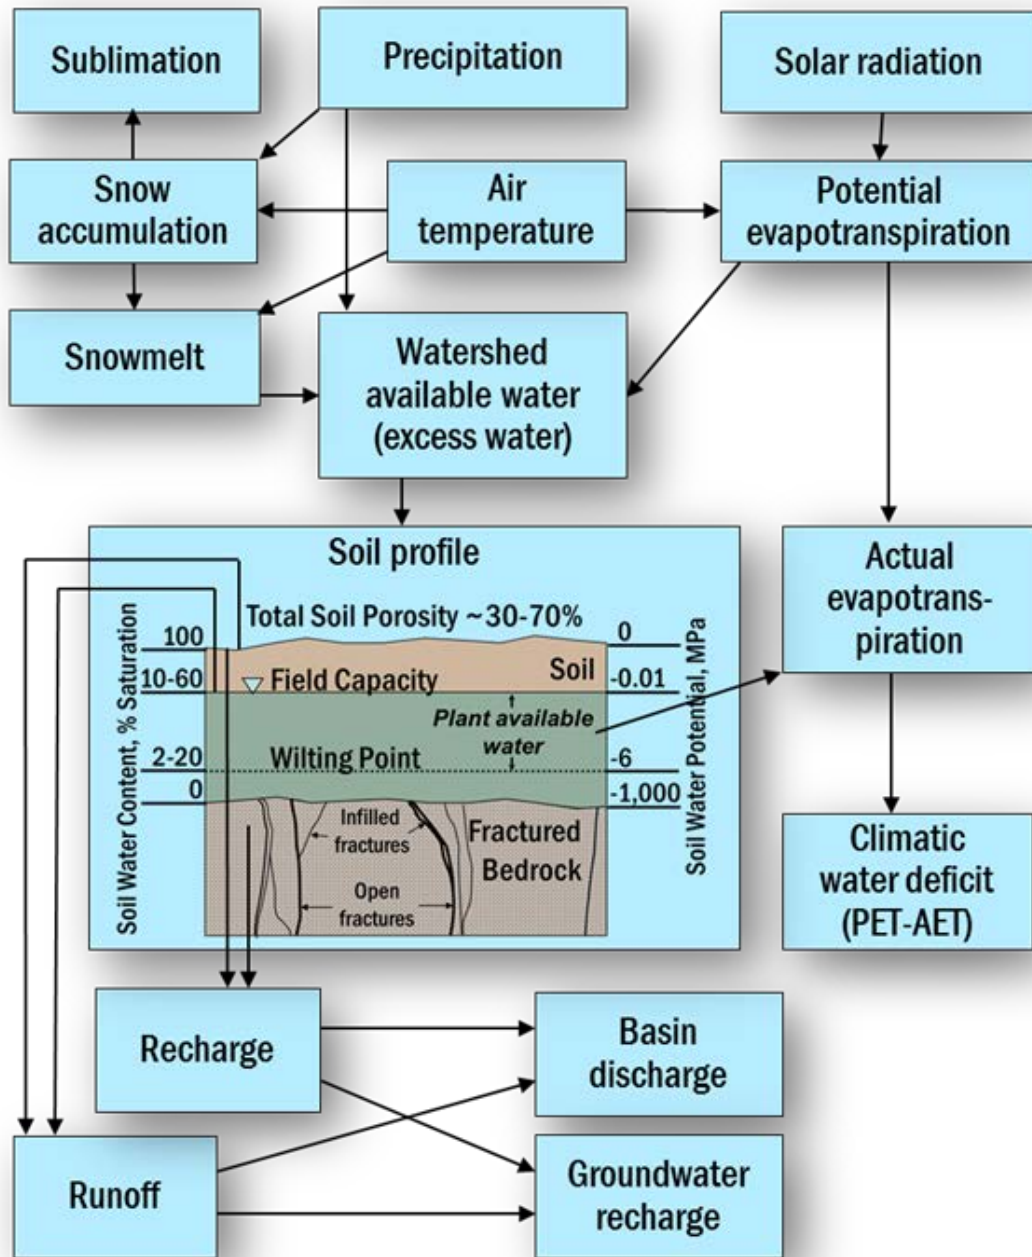 Sublimation
Precipitation
Solar radiation
Snow
accumulation
Air
temperature
Potential
evapotranspiration
Snowmelt
Watershed
available water
(excess water)
Soil profile
Total Soil Porosity ~30-70%
Soil Water Content, % Saturation
100
10-60
2-20
0
Field Capacity
Soil
Plant available
water
Wilting Point
0
-0.01
-6
-1,000
Soil Water Potential, MPa
Infilled
fractures
Fractured
Bedrock
Open
fractures
Actual
evapotrans-
piration
Climatic
water deficit
(PET-AET)
Recharge
Basin
discharge
Runoff
Groundwater
recharge